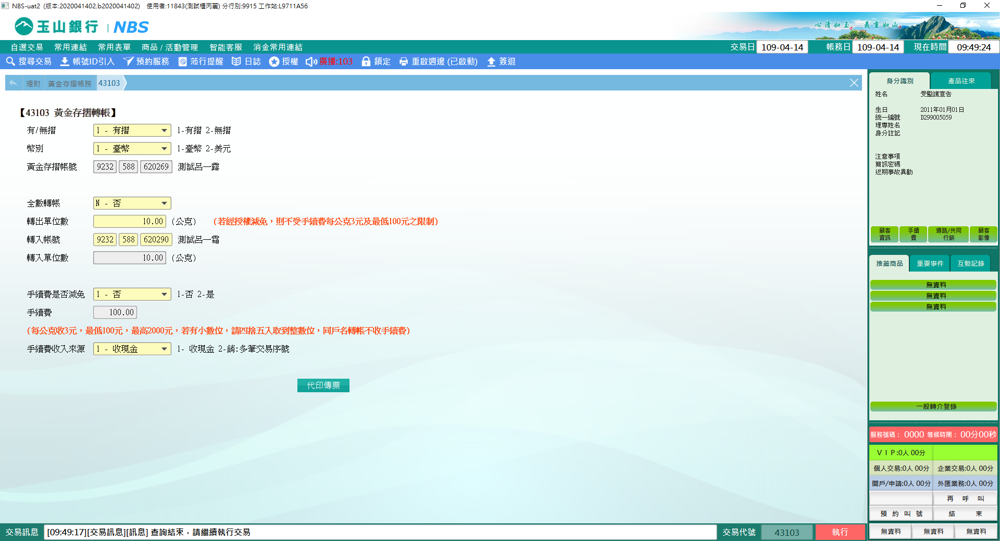 NBS-uat2 (版本:2020041402.b2020041402) 使用者:11843(測試櫃丙麗) 分行別:9915 工作站:L9711A56
玉山銀行 | NBS
心清如玉。義重如山。
自選交易 常用連結 常用表單 商品 / 活動管理 智能客服 消金常用連結
交易日 109-04-14 帳務日 109-04-14 現在時間 09:49:24
搜尋交易 帳號ID引入 預約服務 蒞行提醒 日誌 授權 廣播:103 鎖定 重啟週邊 (已啟動) 簽退
理財 黃金存摺帳務 43103
【43103 黃金存摺轉帳】
有/無摺 1 - 有摺 1-有摺 2-無摺
幣別 1 - 臺幣 1-臺幣 2-美元
黃金存摺帳號 9232 588 620269 測試呂一露
全數轉帳 N - 否
轉出單位數 10.00 (公克) (若經授權減免，則不受手續費每公克3元及最低100元之限制)
轉入帳號 9232 588 620290 測試呂一霜
轉入單位數 10.00 (公克)
手續費是否減免 1 - 否 1-否 2-是
手續費 100.00
(每公克收3元，最低100元，最高2000元，若有小數位，請四捨五入取到整數位，同戶名轉帳不收手續費)
手續費收入來源 1 - 收現金 1- 收現金 2-銷:多筆交易序號
代印傳票
身分識別 產品往來
姓名 受監護宣告
生日 2011年01月01日
統一編號 D299005059
理專姓名
身分註記
注意事項
簡訊密碼
近期事故異動
顧客資訊 手續費 通路/共同行銷 顧客影像
推薦商品 重要事件 互動記錄
無資料
無資料
無資料
一般轉介登錄
服務號碼： 0000 等候時間： 00分00秒
ＶＩＰ:0人 00分
個人交易:0人 00分 企業交易:0人 00分
開戶/申請:0人 00分 外匯業務:0人 00分
再 呼 叫
預 約 叫 號 結 束
無資料 無資料 無資料
交易訊息 [09:49:17][交易訊息][訊息] 查詢結束，請繼續執行交易
交易代號 43103 執行